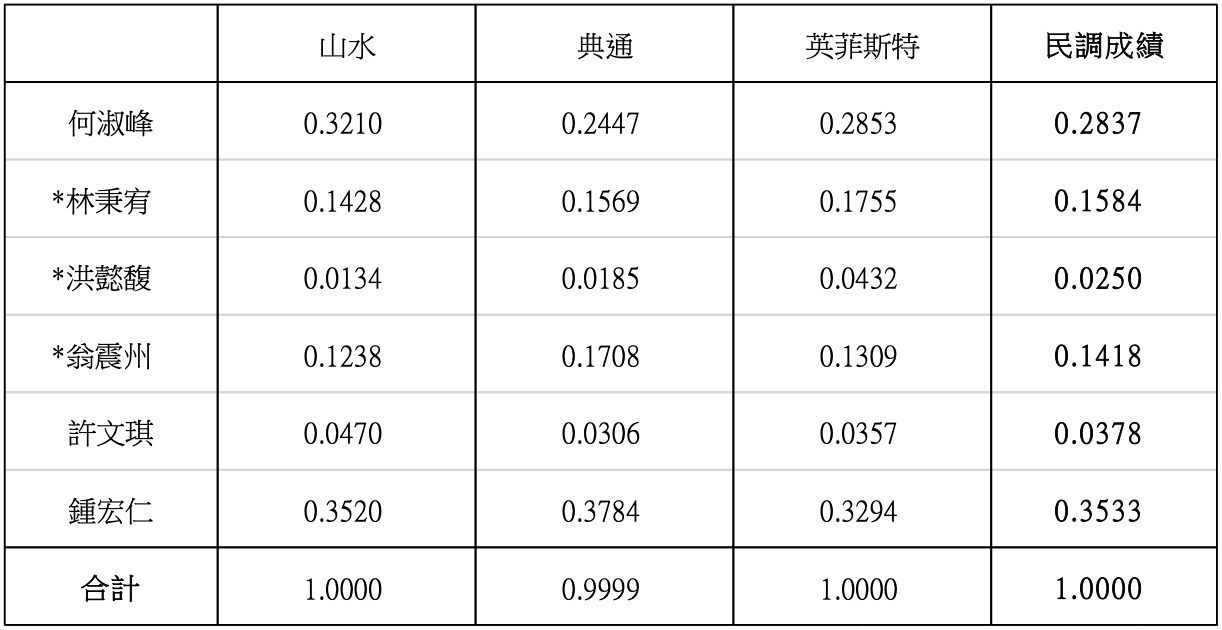 山水 典通 英菲斯特 民調成績
何淑峰 0.3210 0.2447 0.2853 0.2837
*林秉宥 0.1428 0.1569 0.1755 0.1584
*洪懿馥 0.0134 0.0185 0.0432 0.0250
*翁震州 0.1238 0.1708 0.1309 0.1418
許文琪 0.0470 0.0306 0.0357 0.0378
鍾宏仁 0.3520 0.3784 0.3294 0.3533
合計 1.0000 0.9999 1.0000 1.0000